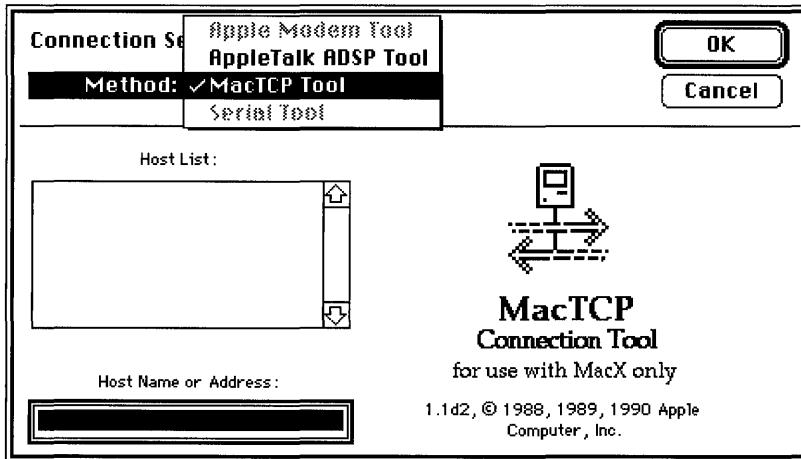 Connection Se
Apple Modem Tool
AppleTalk ADSP Tool
Method: ✓MacTCP Tool
Serial Tool
OK
Cancel
Host List:
MacTCP
Connection Tool
for use with MacX only
Host Name or Address:
1.1d2, © 1988, 1989, 1990 Apple
Computer, Inc.